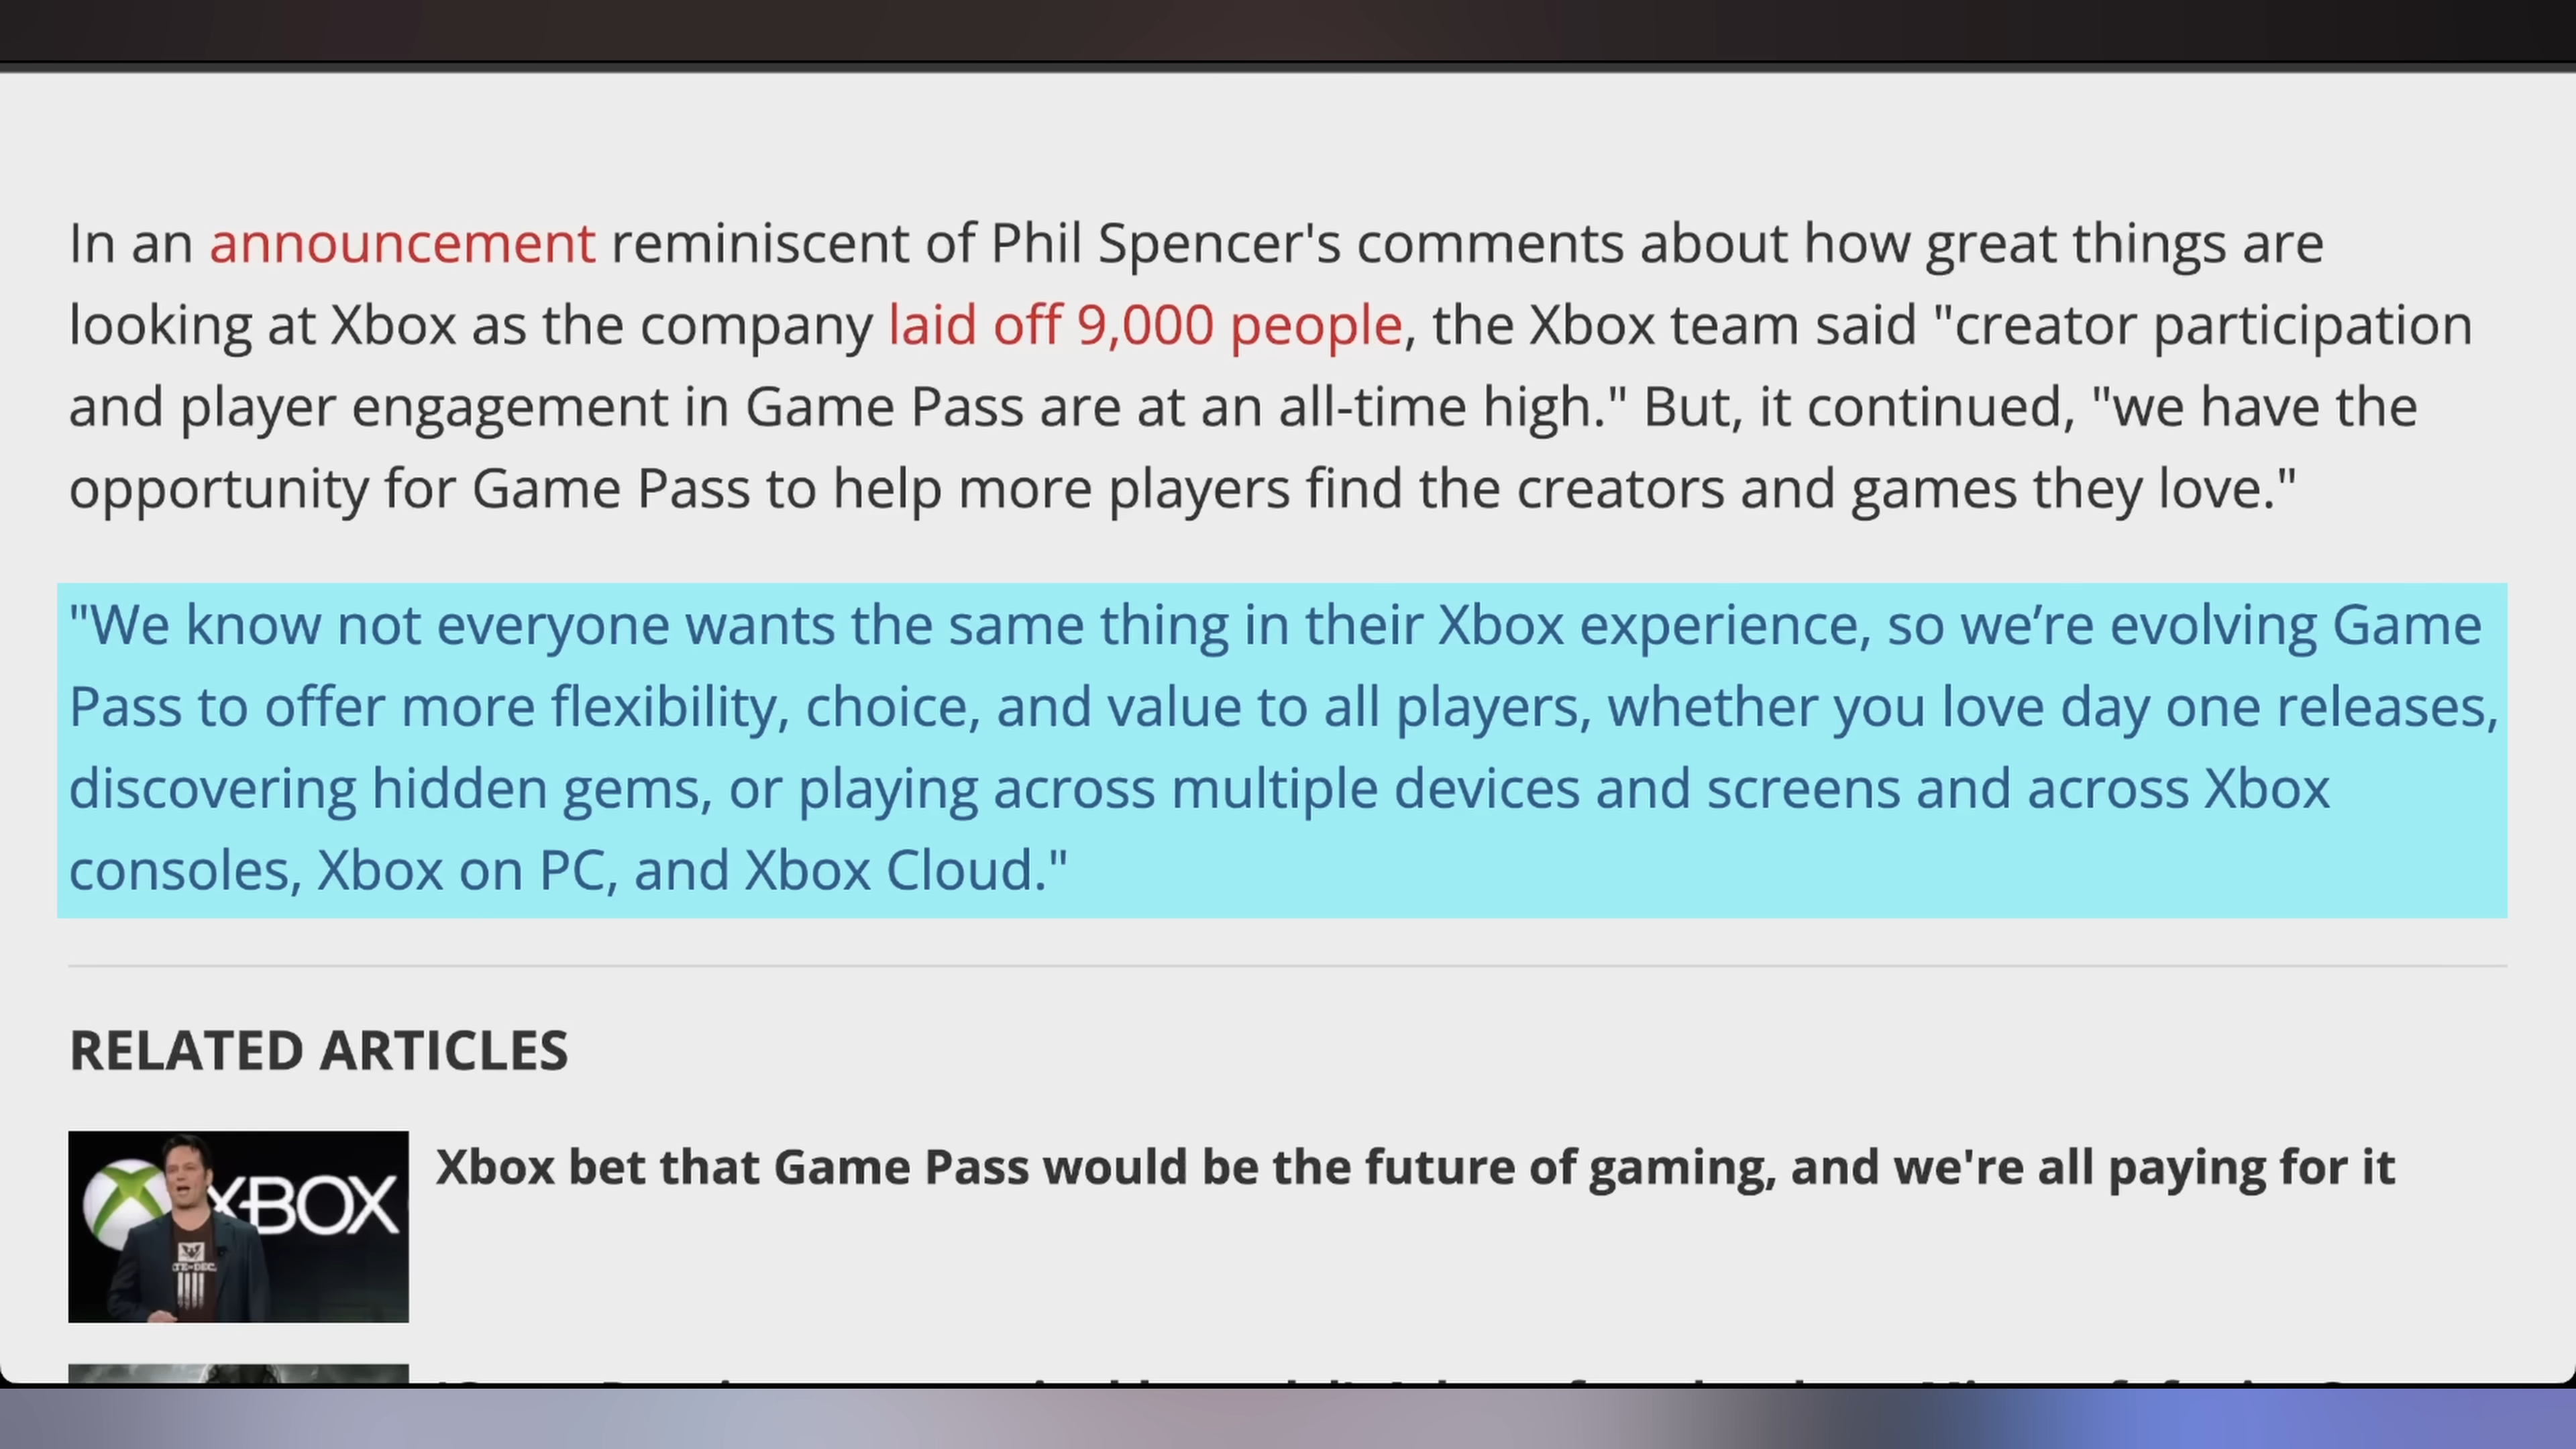 In an announcement reminiscent of Phil Spencer's comments about how great things are
looking at Xbox as the company laid off 9,000 people, the Xbox team said "creator participation
and player engagement in Game Pass are at an all-time high." But, it continued, "we have the
opportunity for Game Pass to help more players find the creators and games they love."
"We know not everyone wants the same thing in their Xbox experience, so we’re evolving Game
Pass to offer more flexibility, choice, and value to all players, whether you love day one releases,
discovering hidden gems, or playing across multiple devices and screens and across Xbox
consoles, Xbox on PC, and Xbox Cloud."
RELATED ARTICLES
XBOX
Xbox bet that Game Pass would be the future of gaming, and we're all paying for it